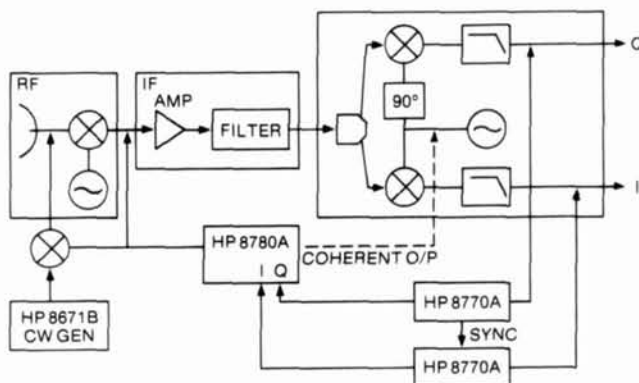 Q
RF
IF
AMP
FILTER
90°
I
HP 8780A
I Q
COHERENT O/P
HP 8671B
CW GEN
HP 8770A
SYNC
HP 8770A